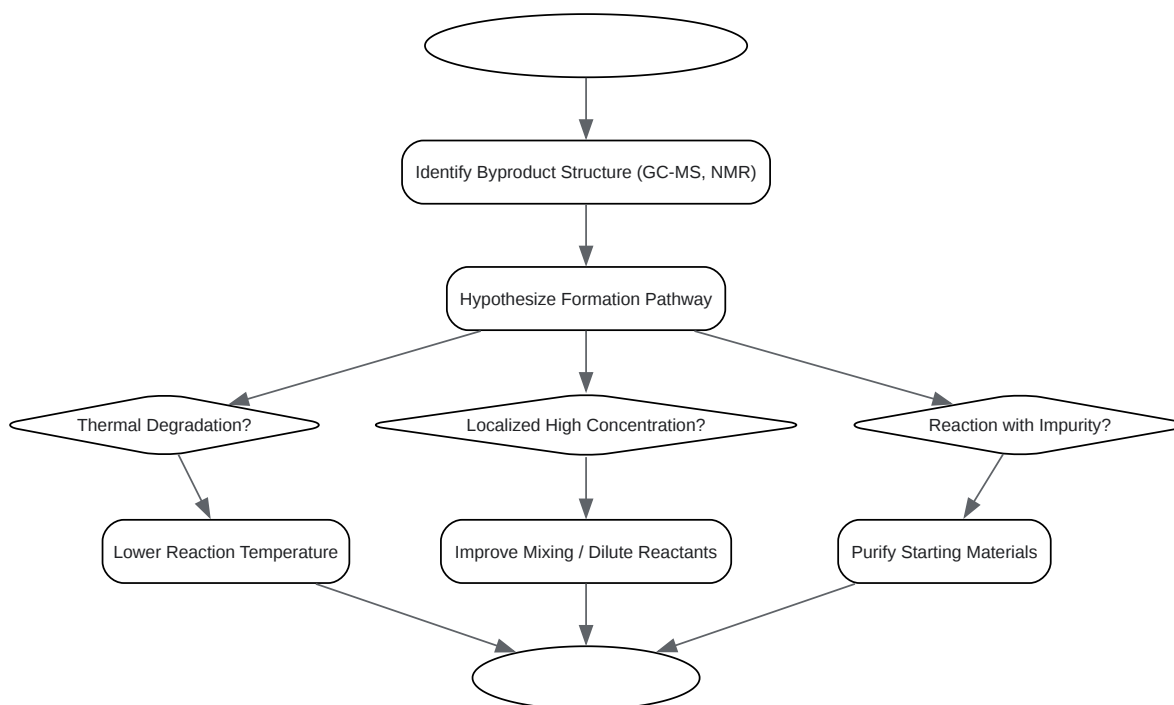 Identify Byproduct Structure (GC-MS, NMR)
Hypothesize Formation Pathway
Thermal Degradation?
Localized High Concentration?
Reaction with Impurity?
Lower Reaction Temperature
Improve Mixing / Dilute Reactants
Purify Starting Materials